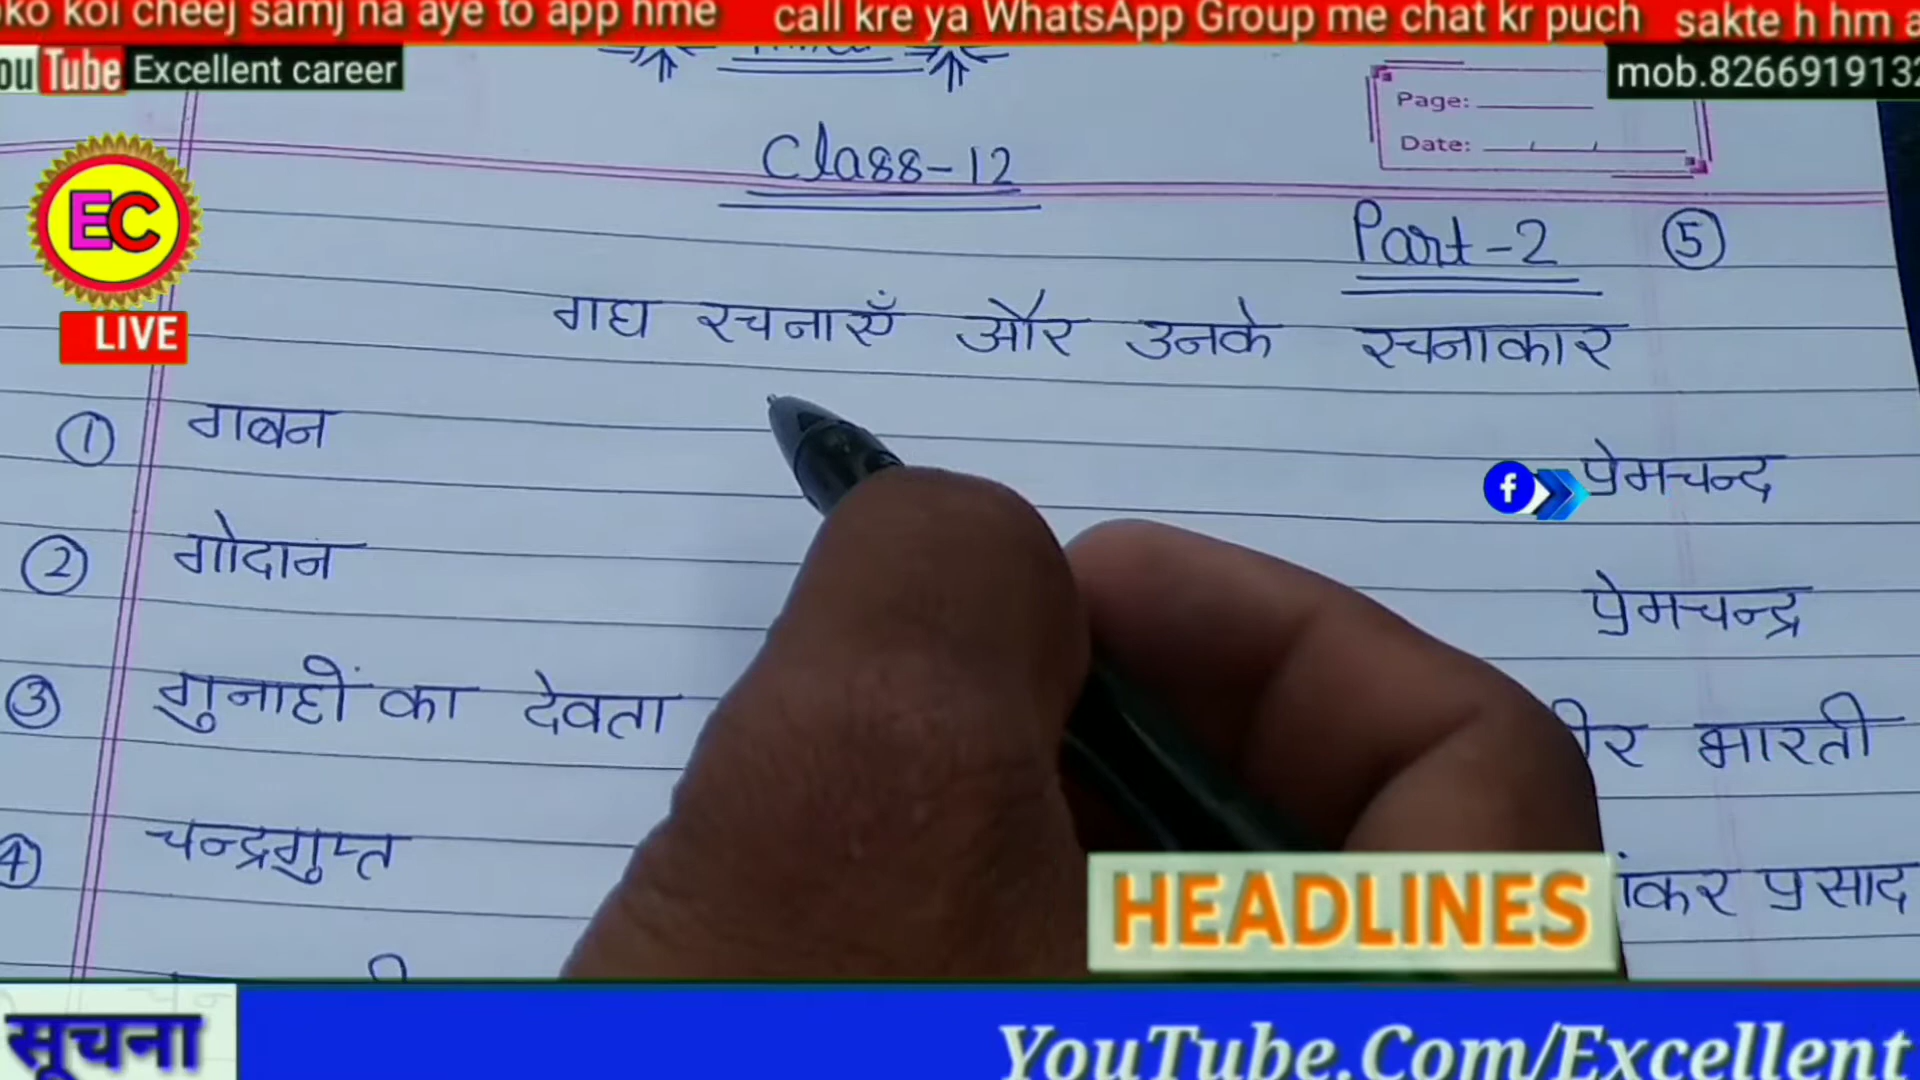 koi cheej samj na aye to app hme call kre ya WhatsApp Group me chat kr puch sakte h hm
You Tube Excellent career
mob.826691913
Class-12
Page:
Date:
EC
LIVE
Part-2 ⑤
गद्य रचनाएँ और उनके रचनाकार
① गबन प्रेमचन्द
② गोदान प्रेमचन्द्र
③ गुनाहों का देवता भारती
④ चन्द्रगुप्त प्रसाद
HEADLINES
सूचना
YouTube.Com/Excellent